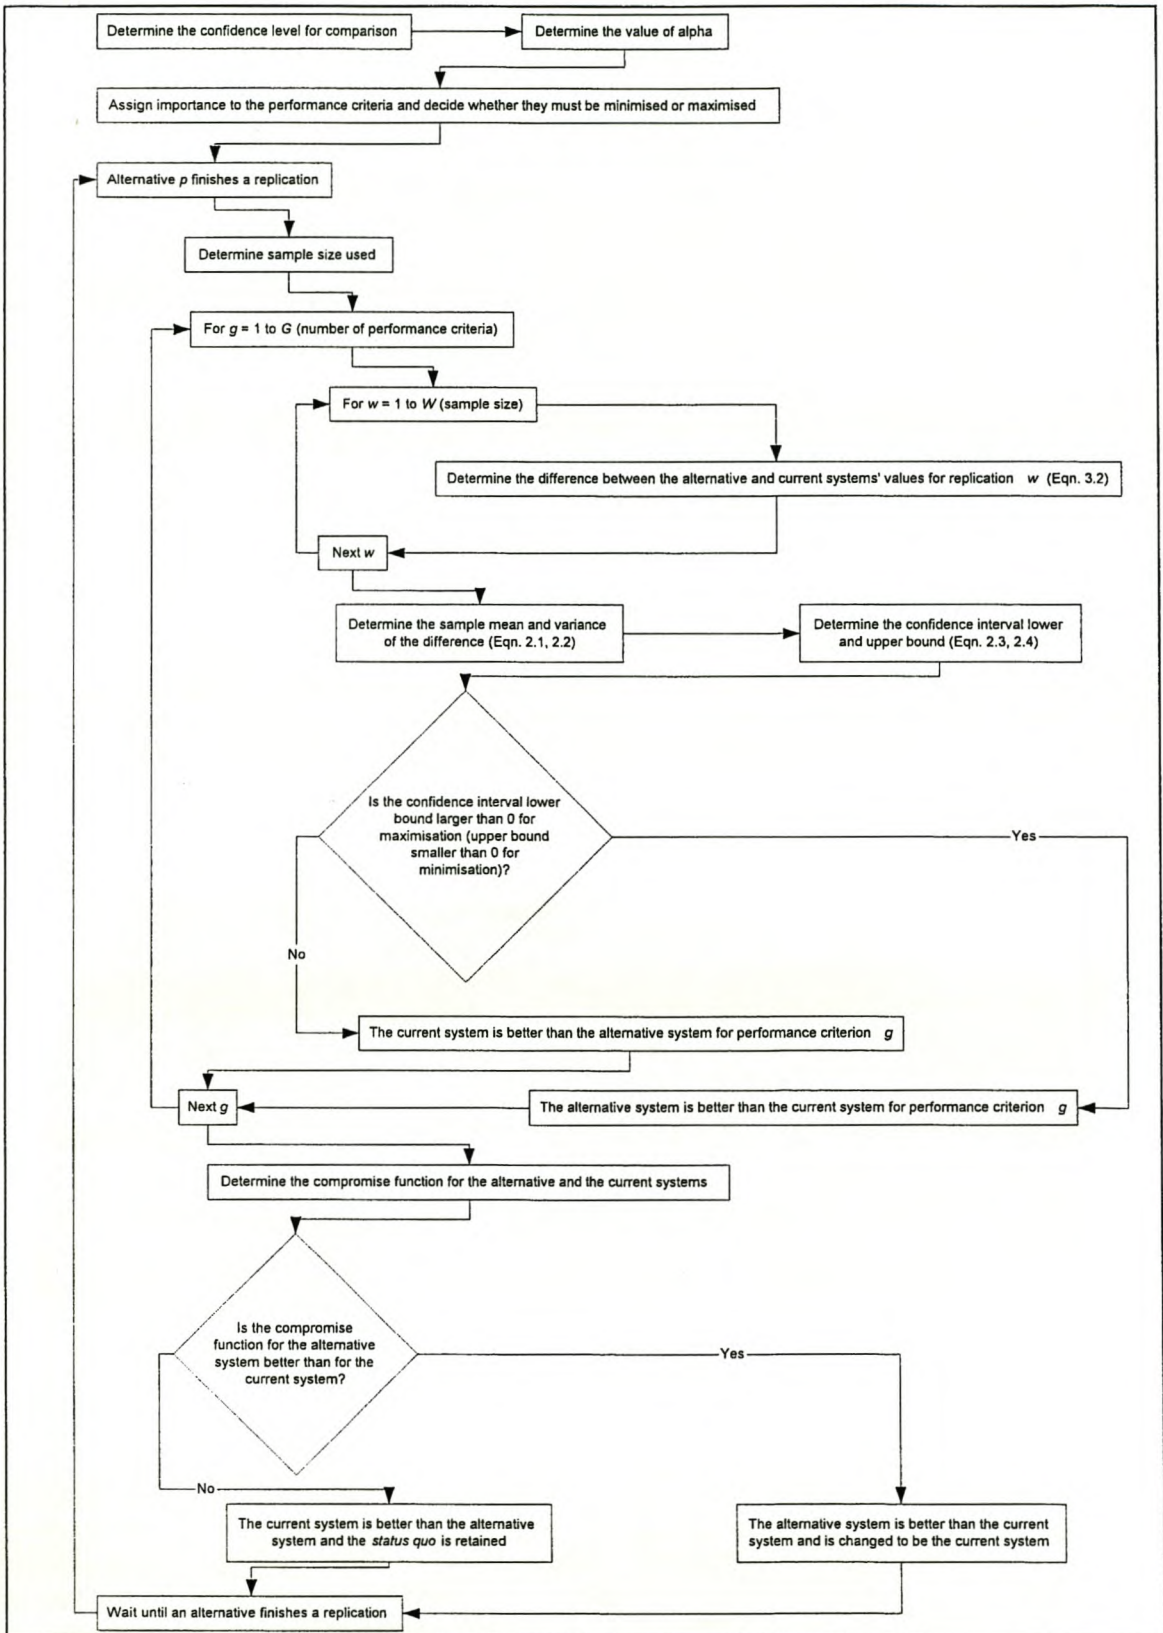 Determine the confidence level for comparison
Determine the value of alpha
Assign importance to the performance criteria and decide whether they must be minimised or maximised
Alternative p finishes a replication
Determine sample size used
For g = 1 to G (number of performance criteria)
For w = 1 to W (sample size)
Determine the difference between the alternative and current systems' values for replication w (Eqn. 3.2)
Next w
Determine the sample mean and variance
of the difference (Eqn. 2.1, 2.2)
Determine the confidence interval lower
and upper bound (Eqn. 2.3, 2.4)
Is the confidence interval lower
bound larger than 0 for
maximisation (upper bound
smaller than 0 for
minimisation)?
Yes
No
The current system is better than the alternative system for performance criterion g
Next g
The alternative system is better than the current system for performance criterion g
Determine the compromise function for the alternative and the current systems
Is the compromise
function for the alternative
system better than for the
current system?
Yes
No
The current system is better than the alternative
system and the status quo is retained
The alternative system is better than the current
system and is changed to be the current system
Wait until an alternative finishes a replication